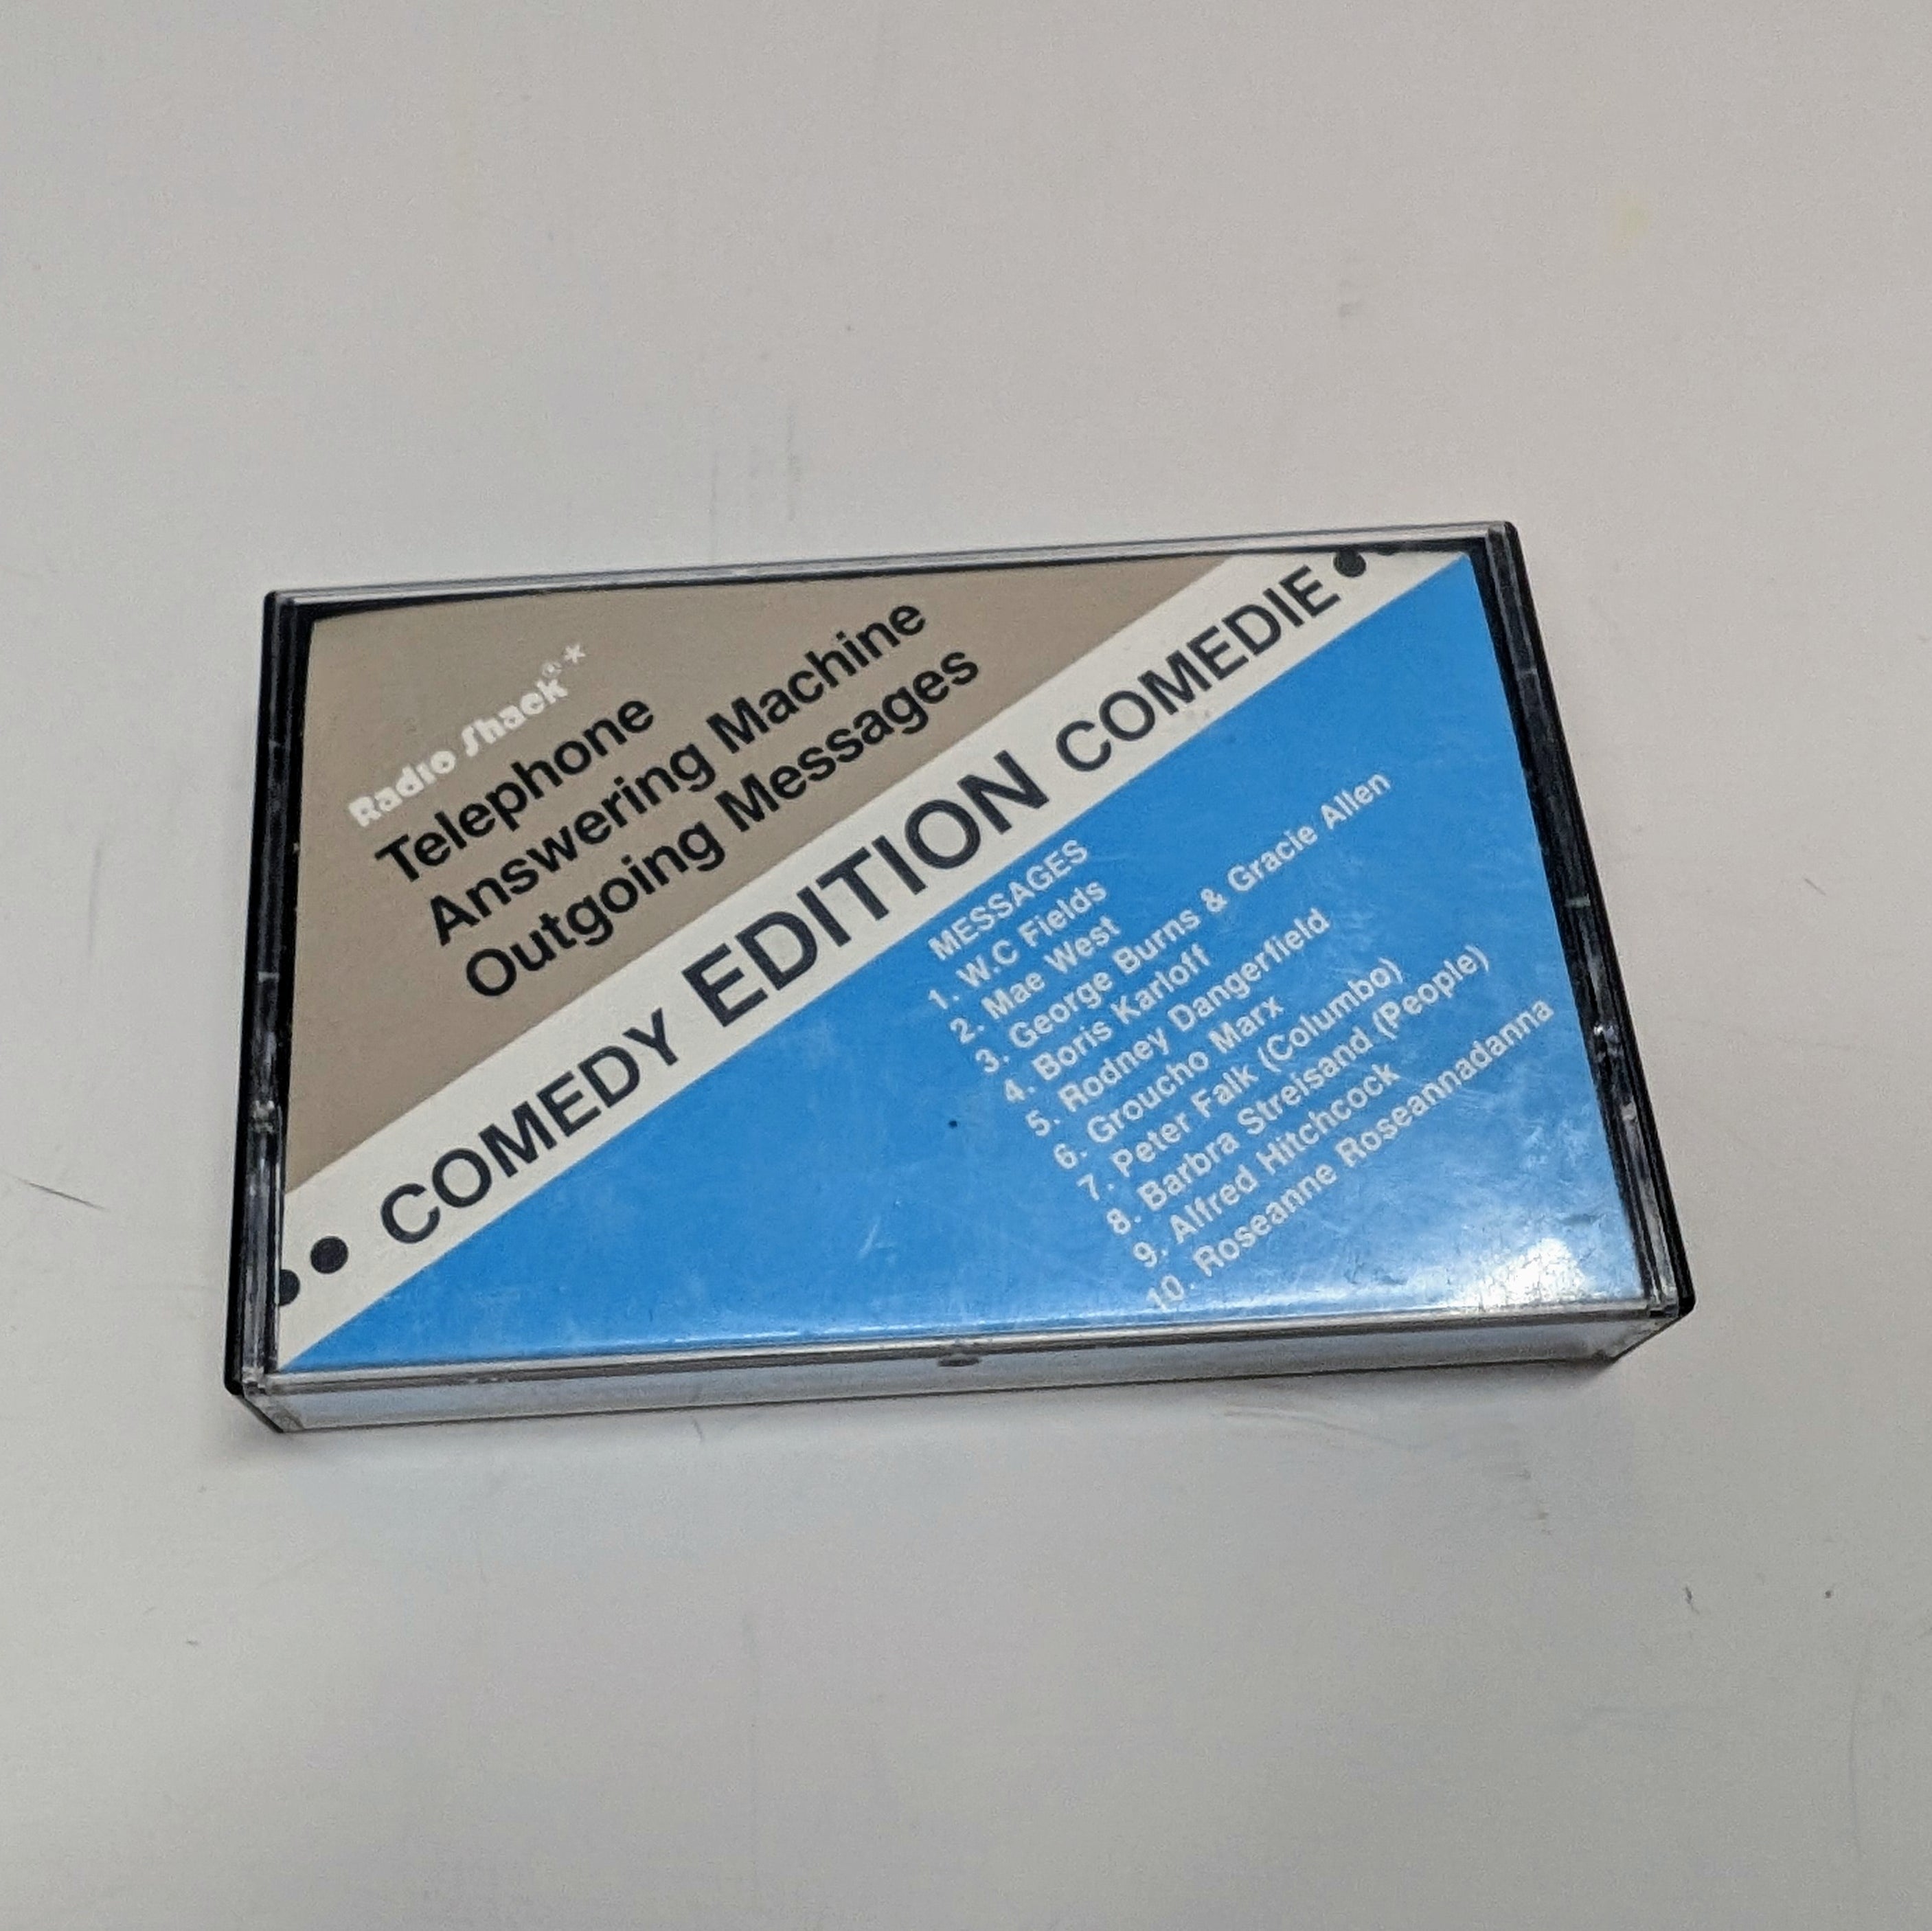 Radio Shack®*
Telephone
Answering Machine
Outgoing Messages
COMEDY EDITION COMEDIE
MESSAGES
1. W.C Fields
2. Mae West
3. George Burns & Gracie Allen
4. Boris Karloff
5. Rodney Dangerfield
6. Groucho Marx
7. Peter Falk (Columbo)
8. Barbra Streisand (People)
9. Alfred Hitchcock
10. Roseanne Roseannadanna